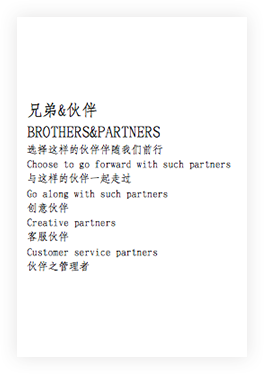 兄弟&伙伴
BROTHERS&PARTNERS
选择这样的伙伴伴随我们前行
Choose to go forward with such partners
与这样的伙伴一起走过
Go along with such partners
创意伙伴
Creative partners
客服伙伴
Customer service partners
伙伴之管理者